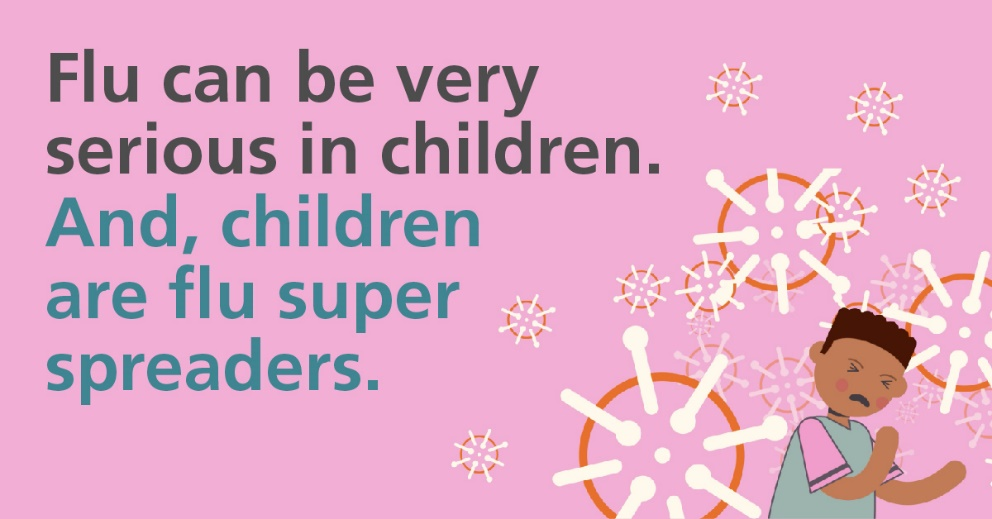 Flu can be very
serious in children.
And, children
are flu super
spreaders.